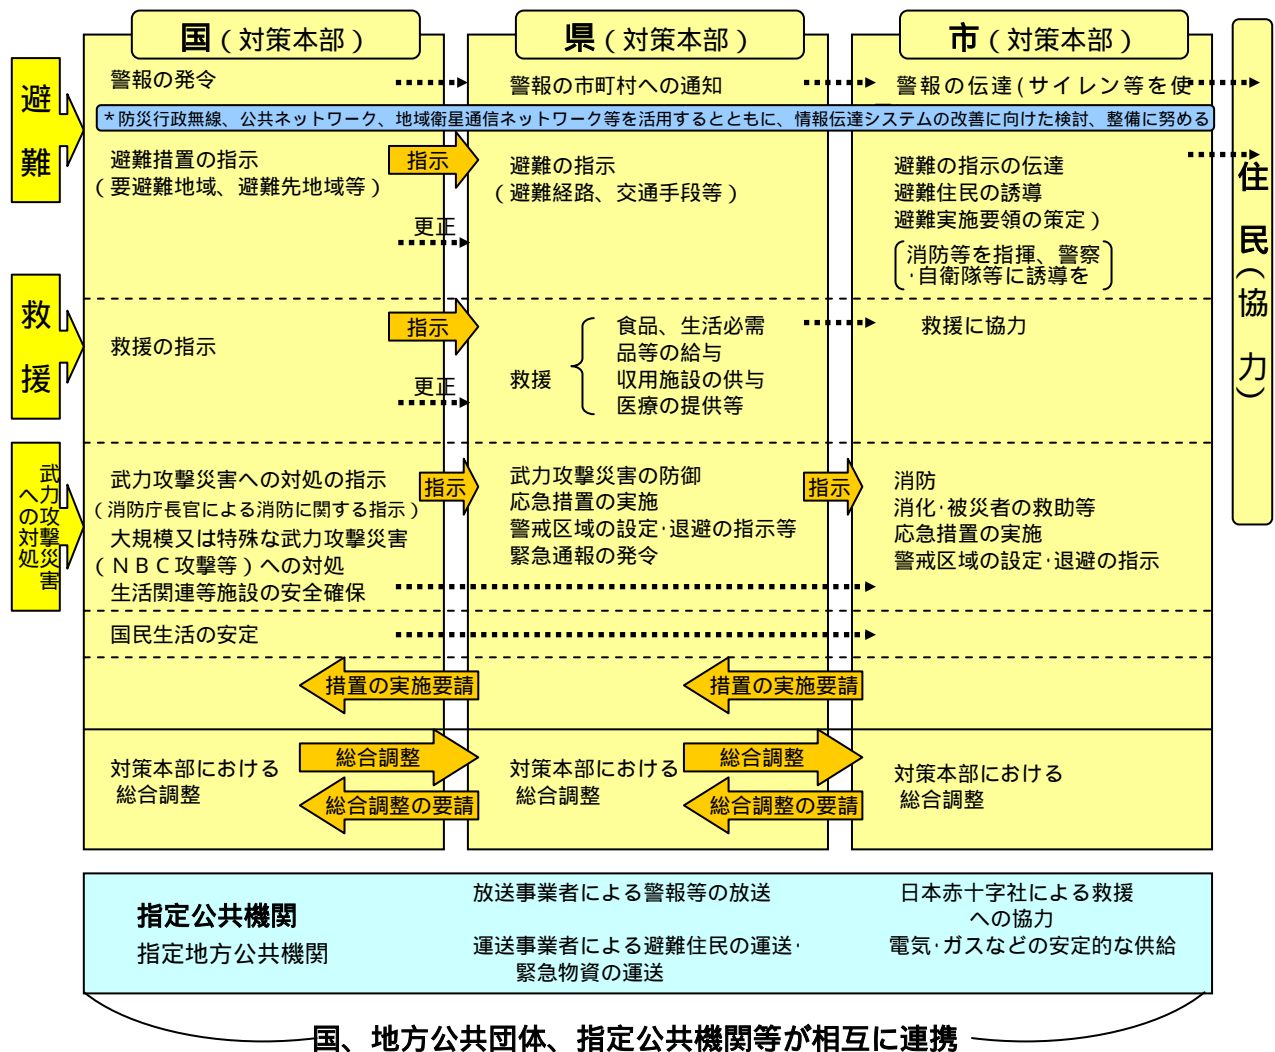 国（対策本部）
県（対策本部）
市（対策本部）
避難
警報の発令
警報の市町村への通知
警報の伝達(サイレン等を使
＊防災行政無線、公共ネットワーク、地域衛星通信ネットワーク等を活用するとともに、情報伝達システムの改善に向けた検討、整備に努める
避難措置の指示
（要避難地域、避難先地域等）
指示
更正
避難の指示
（避難経路、交通手段等）
避難の指示の伝達
避難住民の誘導
避難実施要領の策定）
消防等を指揮、警察
・自衛隊等に誘導を
住民（協力）
救援
救援の指示
指示
更正
救援
食品、生活必需
品等の給与
収用施設の供与
医療の提供等
救援に協力
武力攻撃災害
への対処
武力攻撃災害への対処の指示
（消防庁長官による消防に関する指示）
大規模又は特殊な武力攻撃災害
（ＮＢＣ攻撃等）への対処
生活関連等施設の安全確保
指示
武力攻撃災害の防御
応急措置の実施
警戒区域の設定・退避の指示等
緊急通報の発令
指示
消防
消化・被災者の救助等
応急措置の実施
警戒区域の設定・退避の指示
国民生活の安定
措置の実施要請
措置の実施要請
対策本部における
総合調整
総合調整
総合調整の要請
対策本部における
総合調整
総合調整
総合調整の要請
対策本部における
総合調整
指定公共機関
指定地方公共機関
放送事業者による警報等の放送
運送事業者による避難住民の運送・
緊急物資の運送
日本赤十字社による救援
への協力
電気・ガスなどの安定的な供給
国、地方公共団体、指定公共機関等が相互に連携